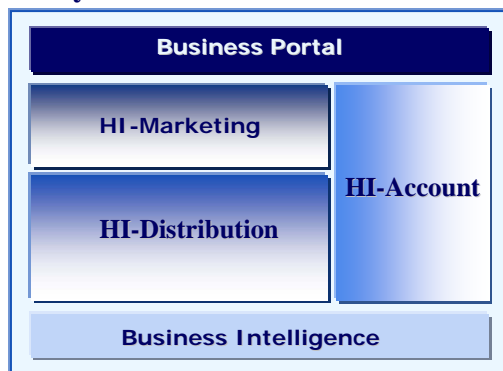 Business Portal
HI-Marketing
HI-Account
HI-Distribution
Business Intelligence